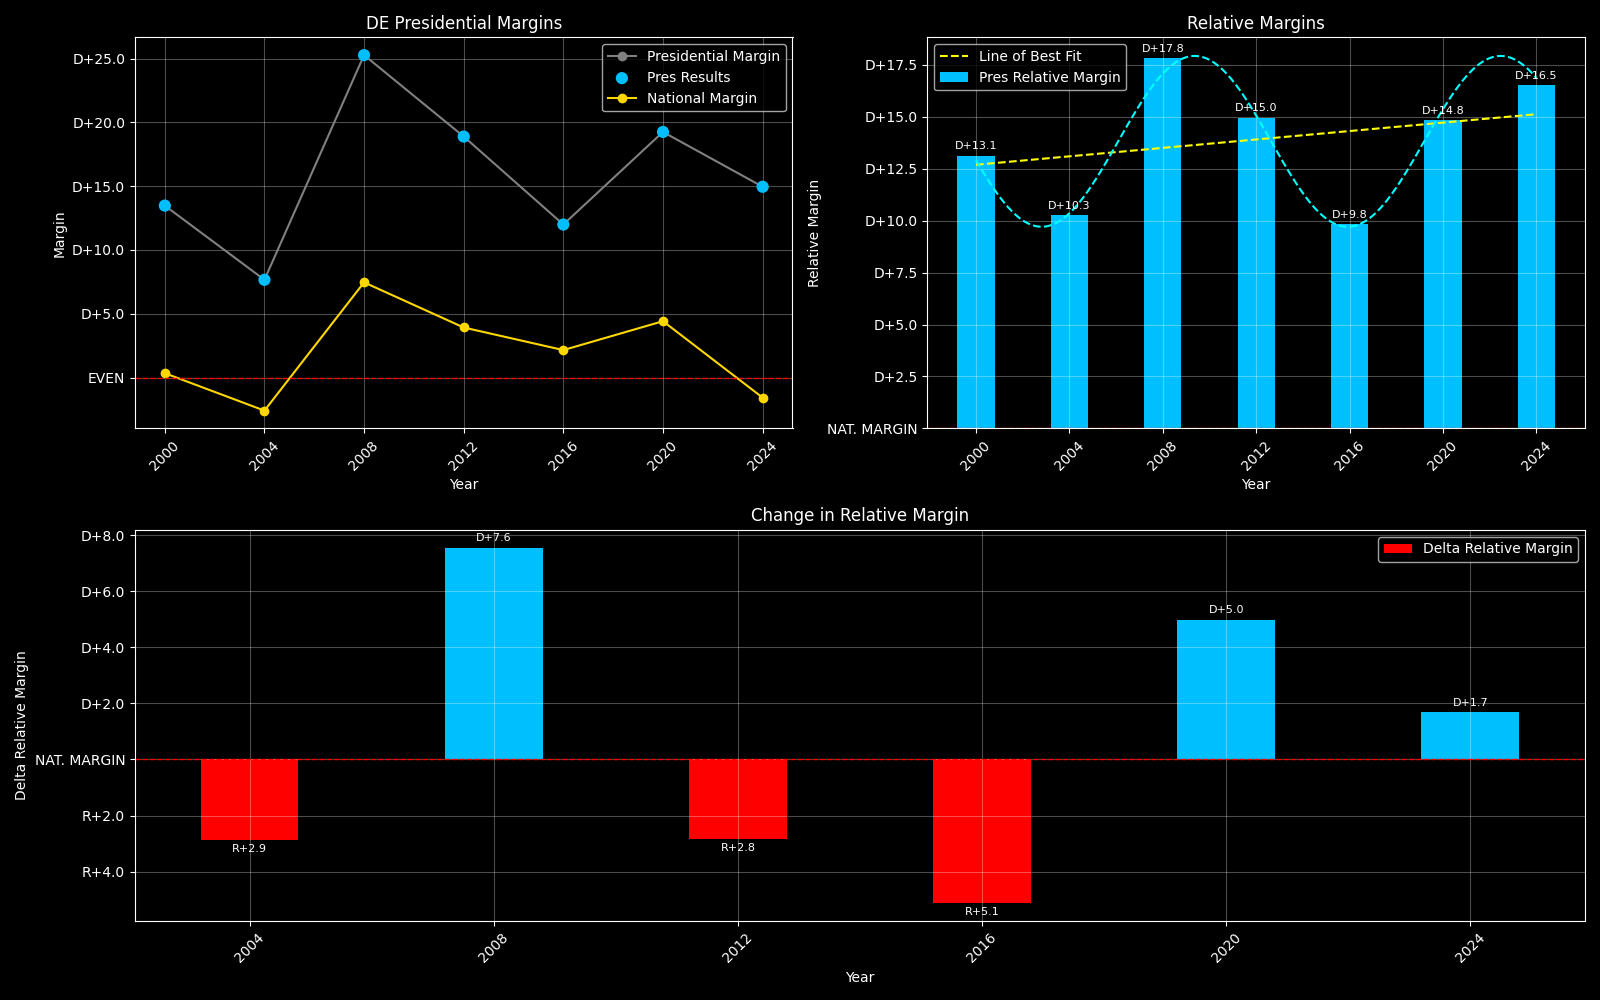 DE Presidential Margins
D+25.0
D+20.0
D+15.0
D+10.0
D+5.0
EVEN
Margin
Presidential Margin
Pres Results
National Margin
2000
2004
2008
2012
2016
2020
2024
Year
Relative Margins
D+17.5
D+15.0
D+12.5
D+10.0
D+7.5
D+5.0
D+2.5
NAT. MARGIN
Relative Margin
Line of Best Fit
Pres Relative Margin
D+13.1
D+10.3
D+17.8
D+15.0
D+9.8
D+14.8
D+16.5
2000
2004
2008
2012
2016
2020
2024
Year
Change in Relative Margin
D+8.0
D+6.0
D+4.0
D+2.0
NAT. MARGIN
R+2.0
R+4.0
Delta Relative Margin
Delta Relative Margin
R+2.9
D+7.6
R+2.8
R+5.1
D+5.0
D+1.7
2004
2008
2012
2016
2020
2024
Year